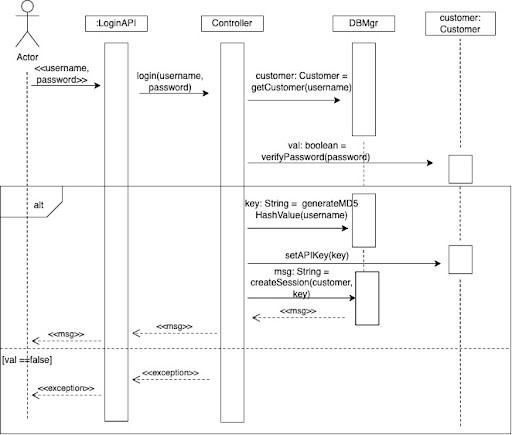 :LoginAPI
Controller
DBMgr
customer:
Customer
Actor
<<username,
password>>
login(username,
password)
customer: Customer =
getCustomer(username)
val: boolean =
verifyPassword(password)
alt
key: String = generateMD5
HashValue(username)
setAPIKey(key)
msg: String =
createSession(customer,
key)
<<msg>>
<<msg>>
<<msg>>
[val ==false]
<<exception>>
<<exception>>